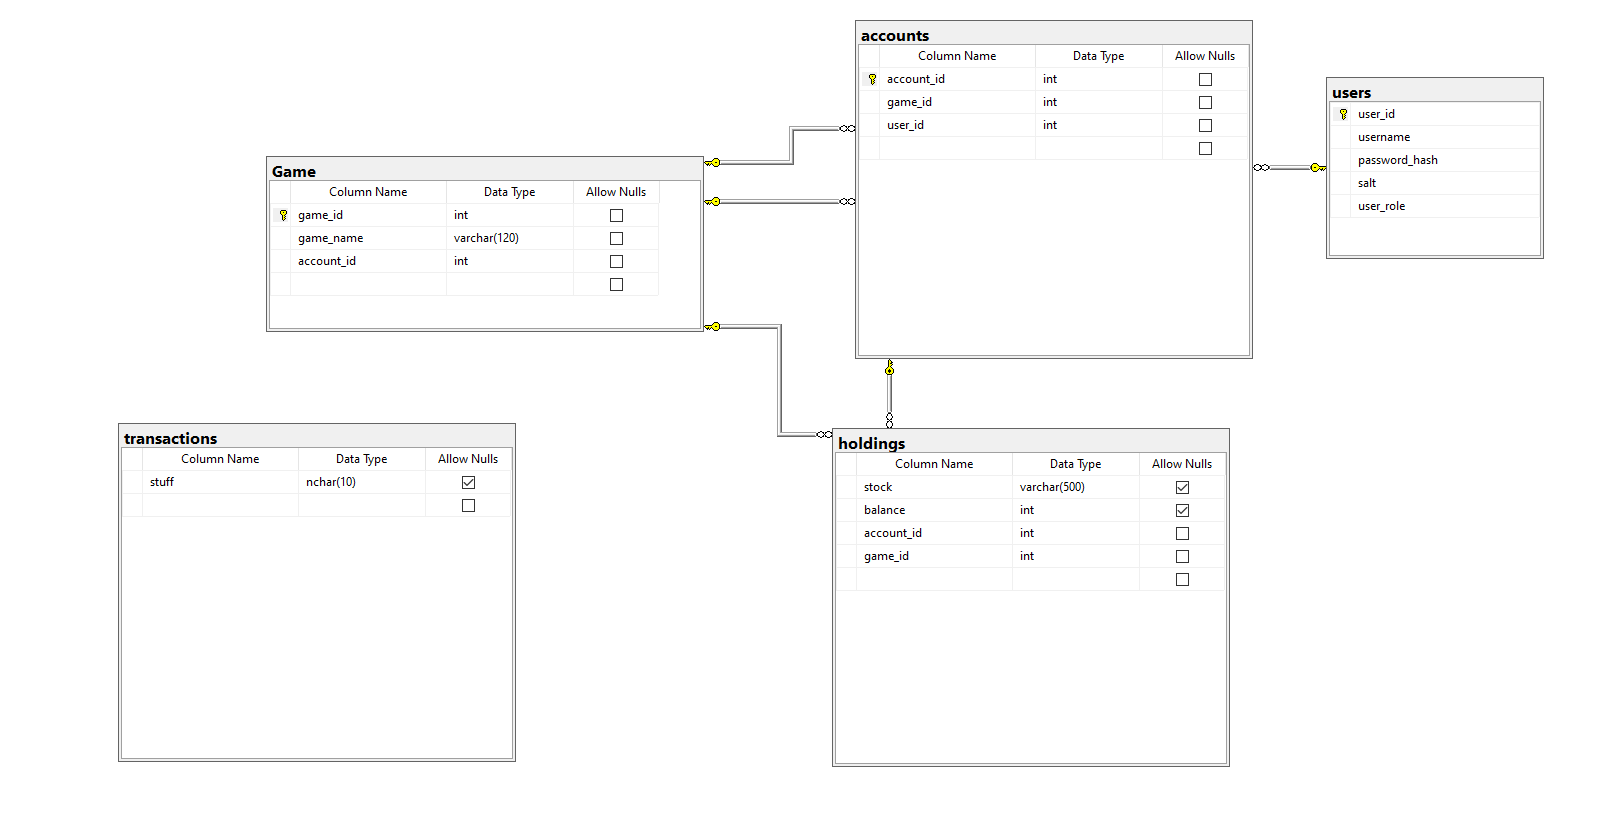 accounts
Column Name Data Type Allow Nulls
account_id int
game_id int
user_id int
users
user_id
username
password_hash
salt
user_role
Game
Column Name Data Type Allow Nulls
game_id int
game_name varchar(120)
account_id int
transactions
Column Name Data Type Allow Nulls
stuff nchar(10)
holdings
Column Name Data Type Allow Nulls
stock varchar(500)
balance int
account_id int
game_id int